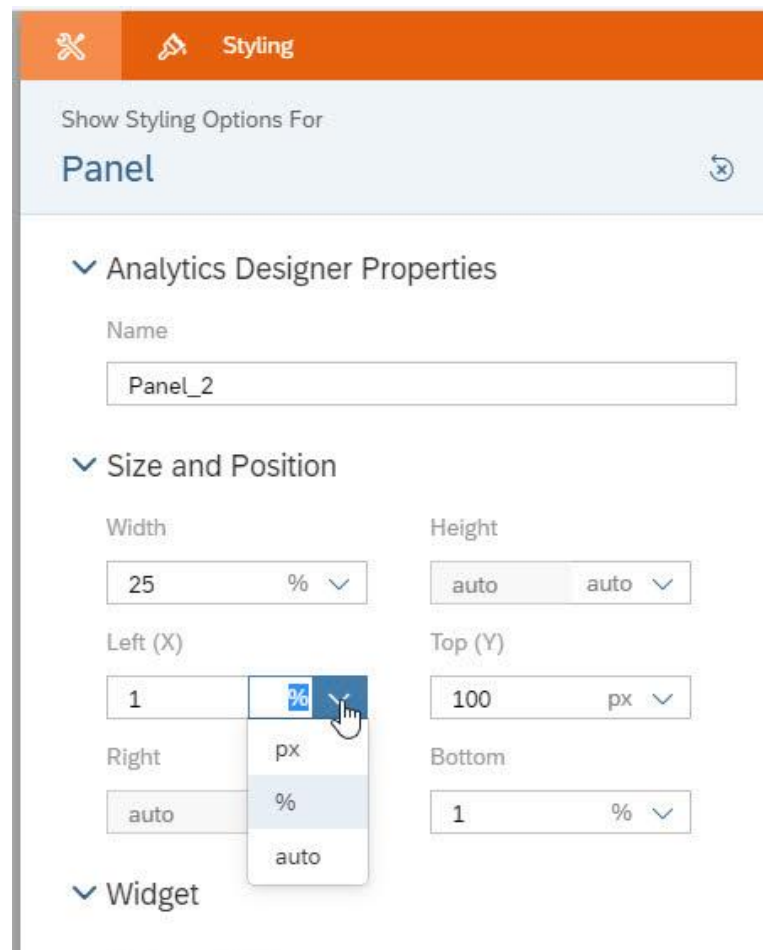 Styling
Show Styling Options For
Panel
Analytics Designer Properties
Name
Panel_2
Size and Position
Width
Height
25 %
auto auto
Left (X)
Top (Y)
1 %
100 px
px
%
auto
Right
Bottom
auto
1 %
Widget